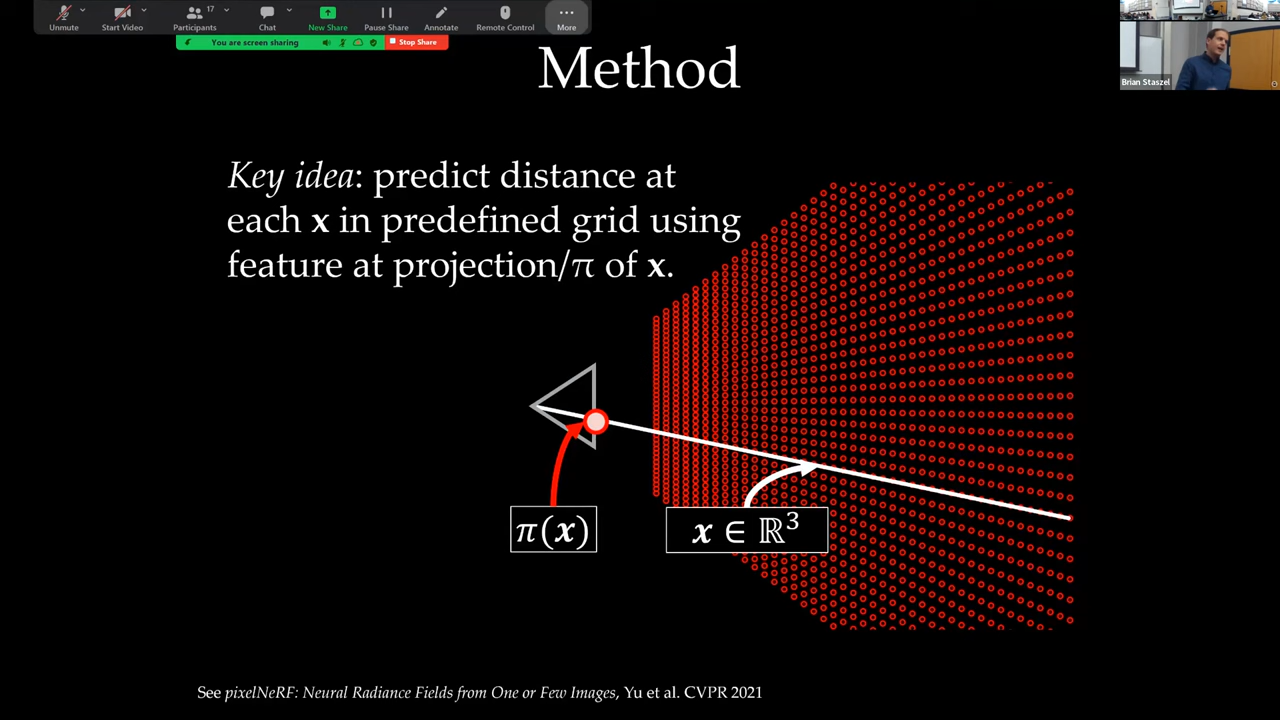 17
Unmute
Start Video
Participants
Chat
New Share
Pause Share
Annotate
Remote Control
More
You are screen sharing
Stop Share
Brian Staszel
Method
Key idea: predict distance at
each x in predefined grid using
feature at projection/π of x.
π(x)
x ∈ ℝ³
See pixelNeRF: Neural Radiance Fields from One or Few Images, Yu et al. CVPR 2021